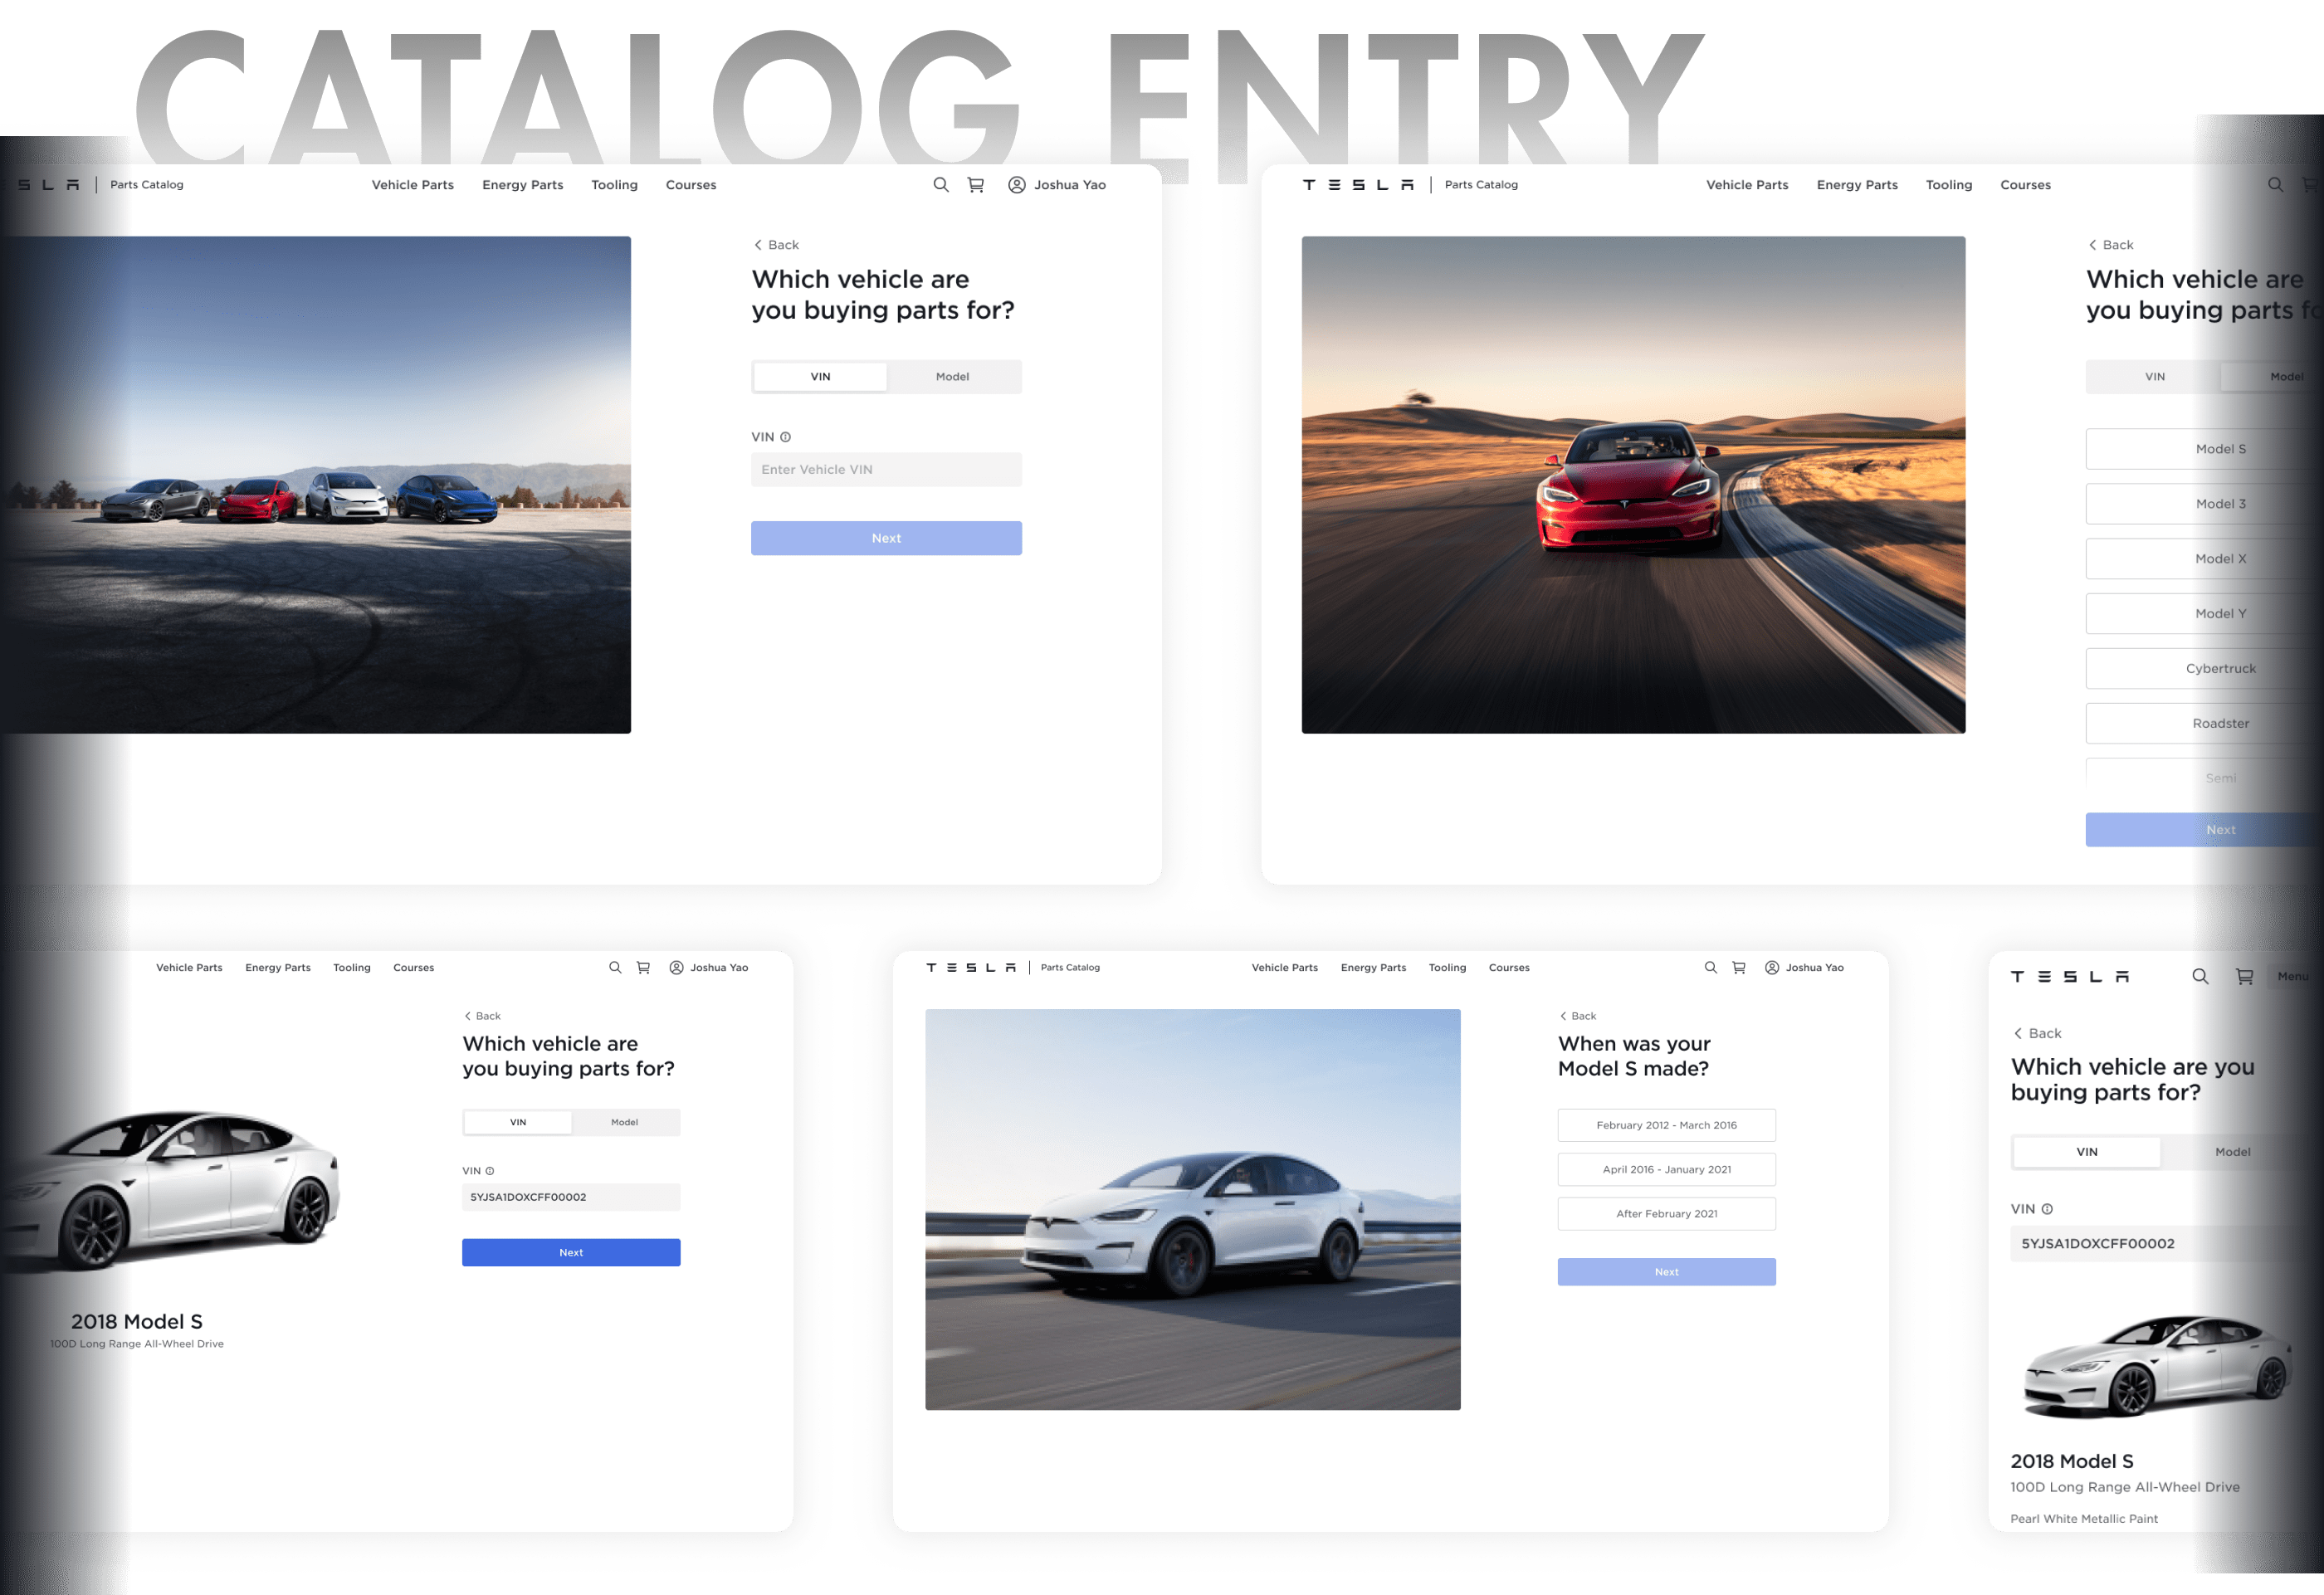 CATALOG ENTRY
TESLA | Parts Catalog
Vehicle Parts
Energy Parts
Tooling
Courses
Joshua Yao
Back
Which vehicle are
you buying parts for?
VIN
Model
VIN
Enter Vehicle VIN
Next
TESLA | Parts Catalog
Vehicle Parts
Energy Parts
Tooling
Courses
Back
Which vehicle are
you buying parts
VIN
Model
Model S
Model 3
Model X
Model Y
Cybertruck
Roadster
Semi
Next
Vehicle Parts
Energy Parts
Tooling
Courses
Joshua Yao
Back
Which vehicle are
you buying parts for?
VIN
Model
VIN
5YJSA1DOXCFF00002
Next
2018 Model S
100D Long Range All-Wheel Drive
TESLA | Parts Catalog
Vehicle Parts
Energy Parts
Tooling
Courses
Joshua Yao
Back
When was your
Model S made?
February 2012 - March 2016
April 2016 - January 2021
After February 2021
Next
TESLA
Menu
Back
Which vehicle are you
buying parts for?
VIN
Model
VIN
5YJSA1DOXCFF00002
2018 Model S
100D Long Range All-Wheel Drive
Pearl White Metallic Paint